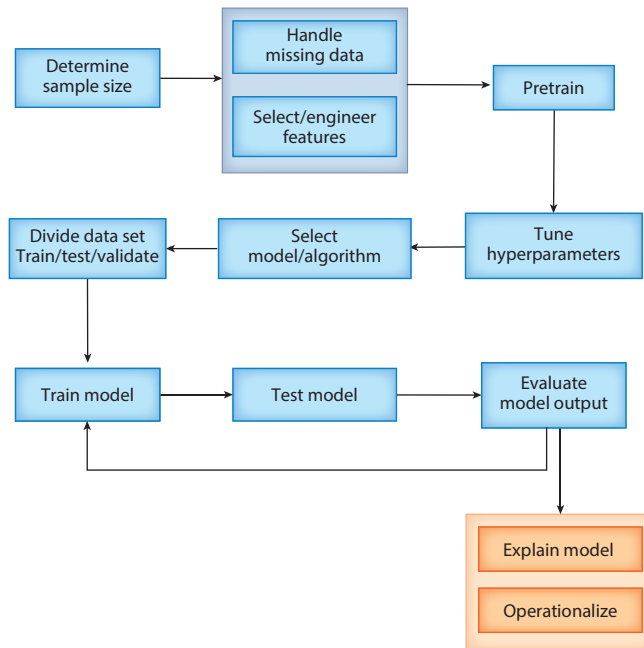 Determine
sample size
Handle
missing data
Select/engineer
features
Pretrain
Divide data set
Train/test/validate
Select
model/algorithm
Tune
hyperparameters
Train model
Test model
Evaluate
model output
Explain model
Operationalize